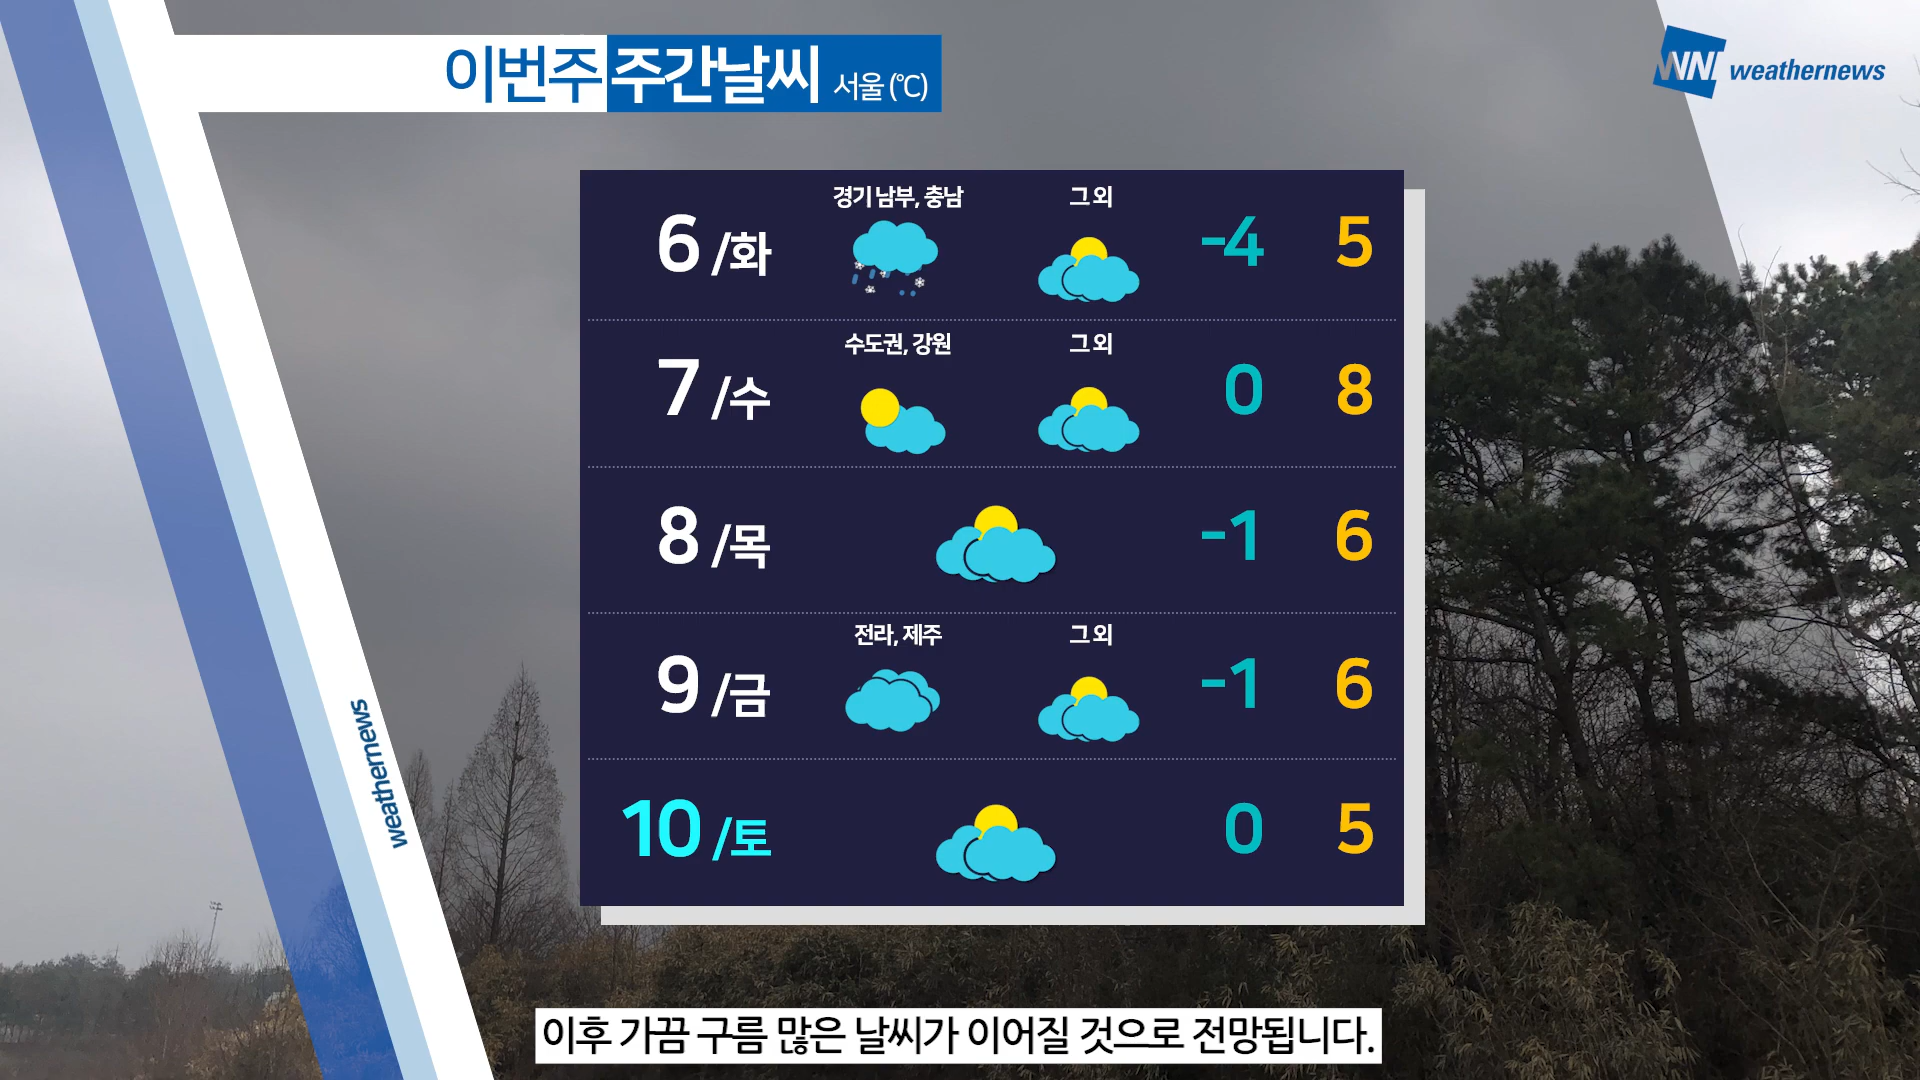 이번주 주간날씨 서울 (℃)
WNI weathernews
경기 남부, 충남 그 외
6 /화 -4 5
수도권, 강원 그 외
7 /수 0 8
8 /목 -1 6
전라, 제주 그 외
9 /금 -1 6
10 /토 0 5
weathernews
이후 가끔 구름 많은 날씨가 이어질 것으로 전망됩니다.